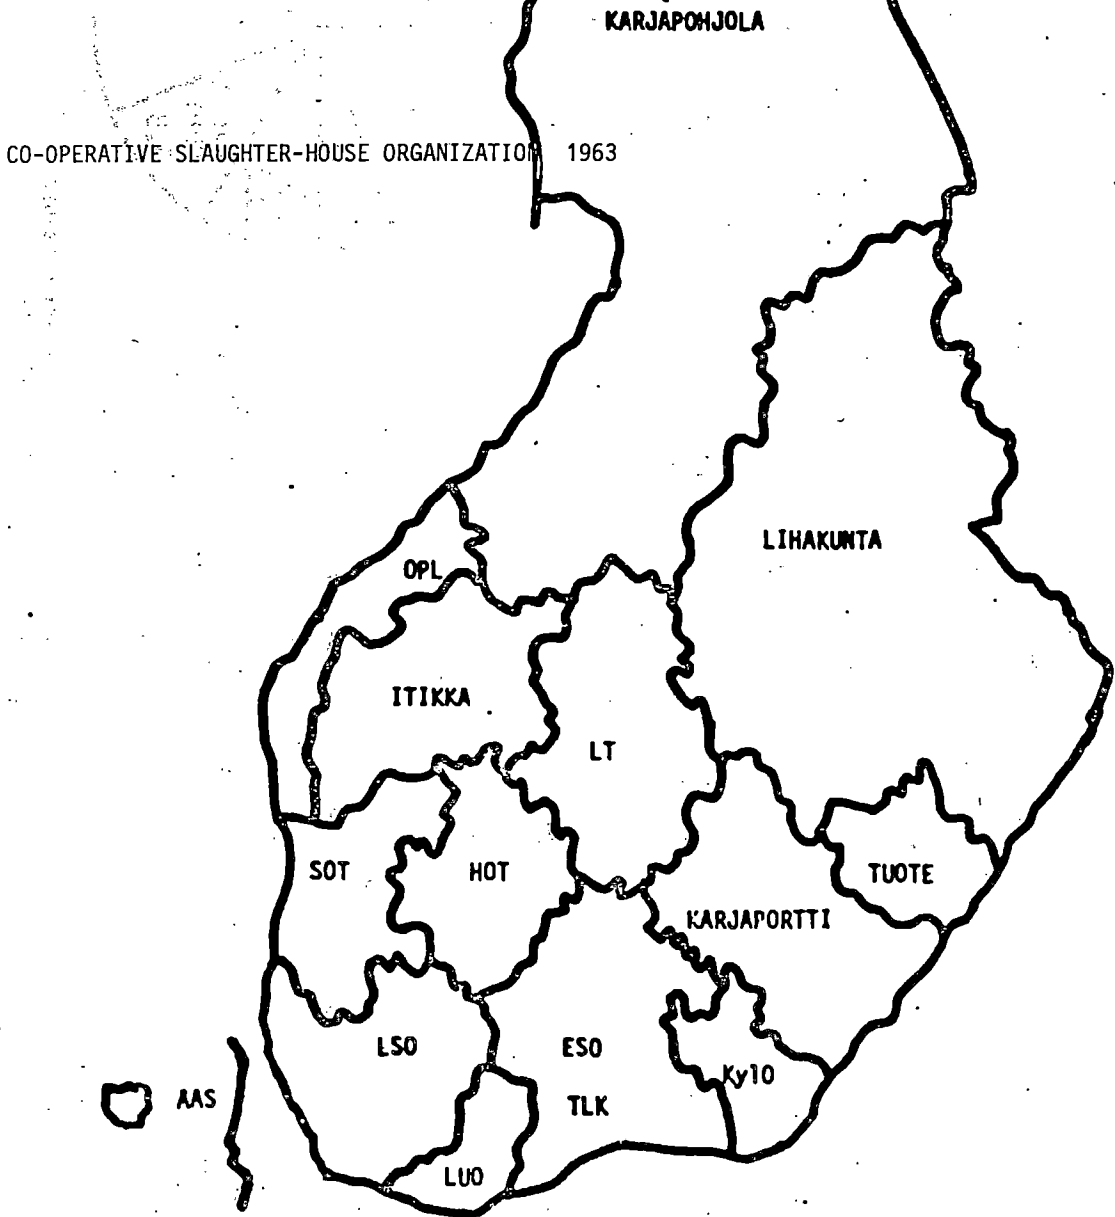 KARJAPOHJOLA
CO-OPERATIVE SLAUGHTER-HOUSE ORGANIZATION 1963
LIHAKUNTA
OPL
ITIKKA
LT
SOT
HOT
TUOTE
KARJAPORTTI
LSO
ESO
KylO
AAS
TLK
LUO